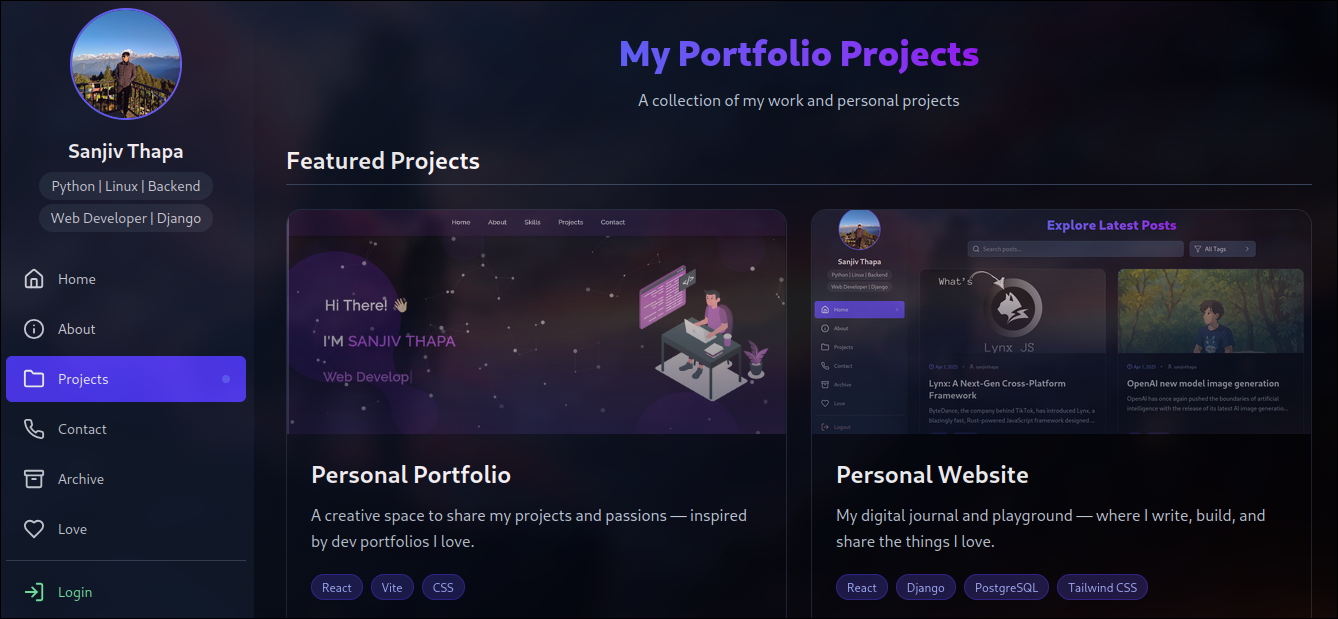 Sanjiv Thapa
Python | Linux | Backend
Web Developer | Django
Home
About
Projects
Contact
Archive
Love
Login
My Portfolio Projects
A collection of my work and personal projects
Featured Projects
Home About Skills Projects Contact
Hi There! 👋
I'M SANJIV THAPA
Web Develop|
Personal Portfolio
A creative space to share my projects and passions — inspired
by dev portfolios I love.
React Vite CSS
Sanjiv Thapa
Python | Linux | Backend
Web Developer | Django
Home
About
Projects
Contact
Archive
Love
Logout
Explore Latest Posts
Search posts...
All Tags
What's
Lynx JS
Apr 2, 2025 • sanjivthapa
Lynx: A Next-Gen Cross-Platform
Framework
ByteDance, the company behind TikTok, has introduced Lynx, a
blazingly fast, Rust-powered JavaScript framework designed ...
Apr 1, 2025 • sanjivthapa
OpenAI new model image generation
OpenAI has once again pushed the boundaries of artificial
intelligence with the release of its latest AI image generatio...
Personal Website
My digital journal and playground — where I write, build, and
share the things I love.
React Django PostgreSQL Tailwind CSS